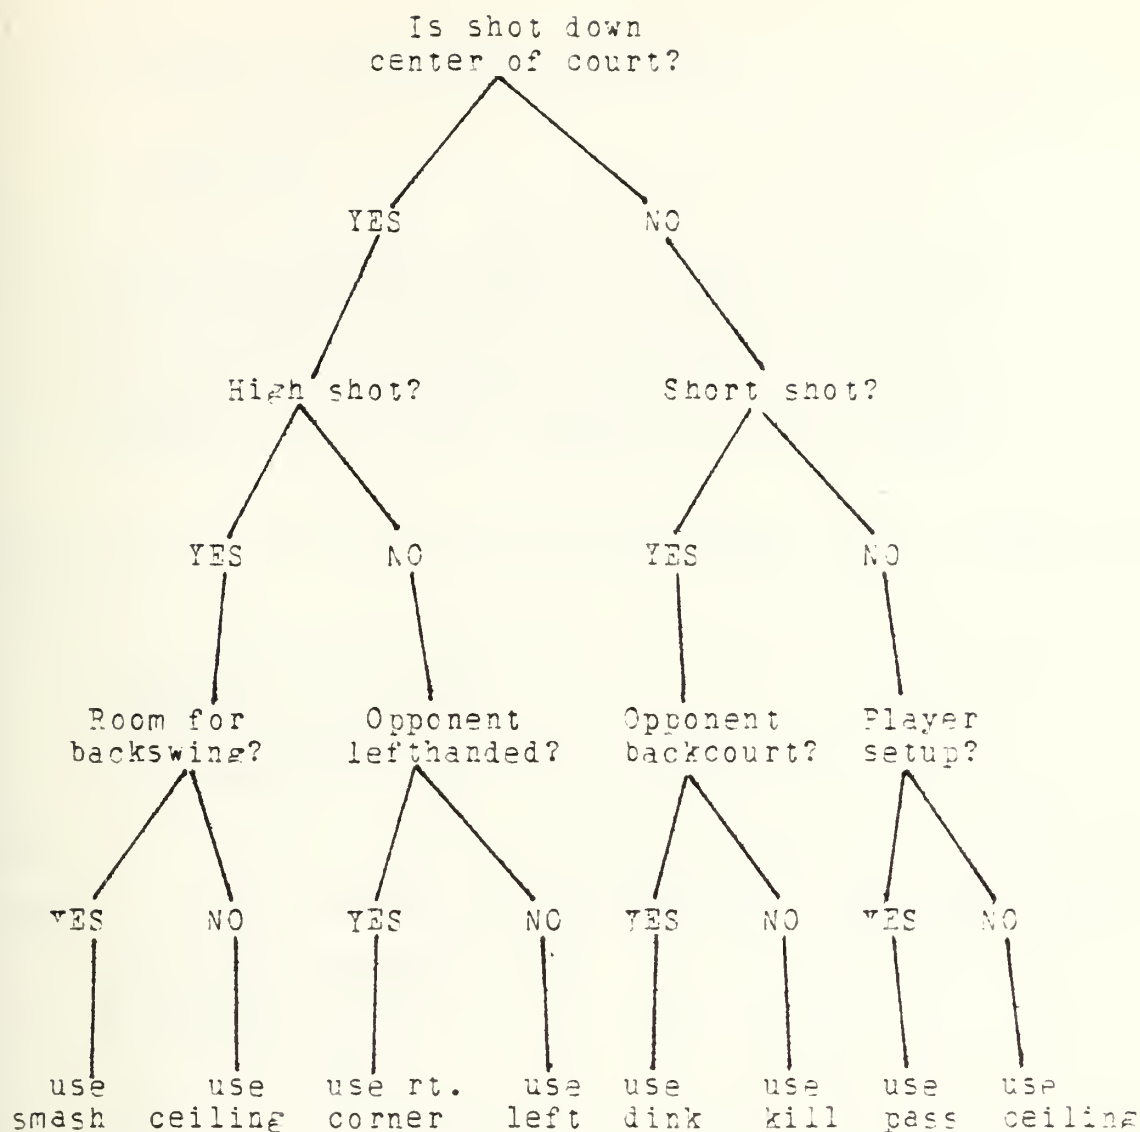 Is shot down
center of court?
YES NO
High shot? Short shot?
YES NO YES NO
Room for Opponent Opponent Player
backswing? lefthanded? backcourt? setup?
YES NO YES NO YES NO YES NO
use use use rt. use use use use use
smash ceiling corner left dink kill pass ceiling